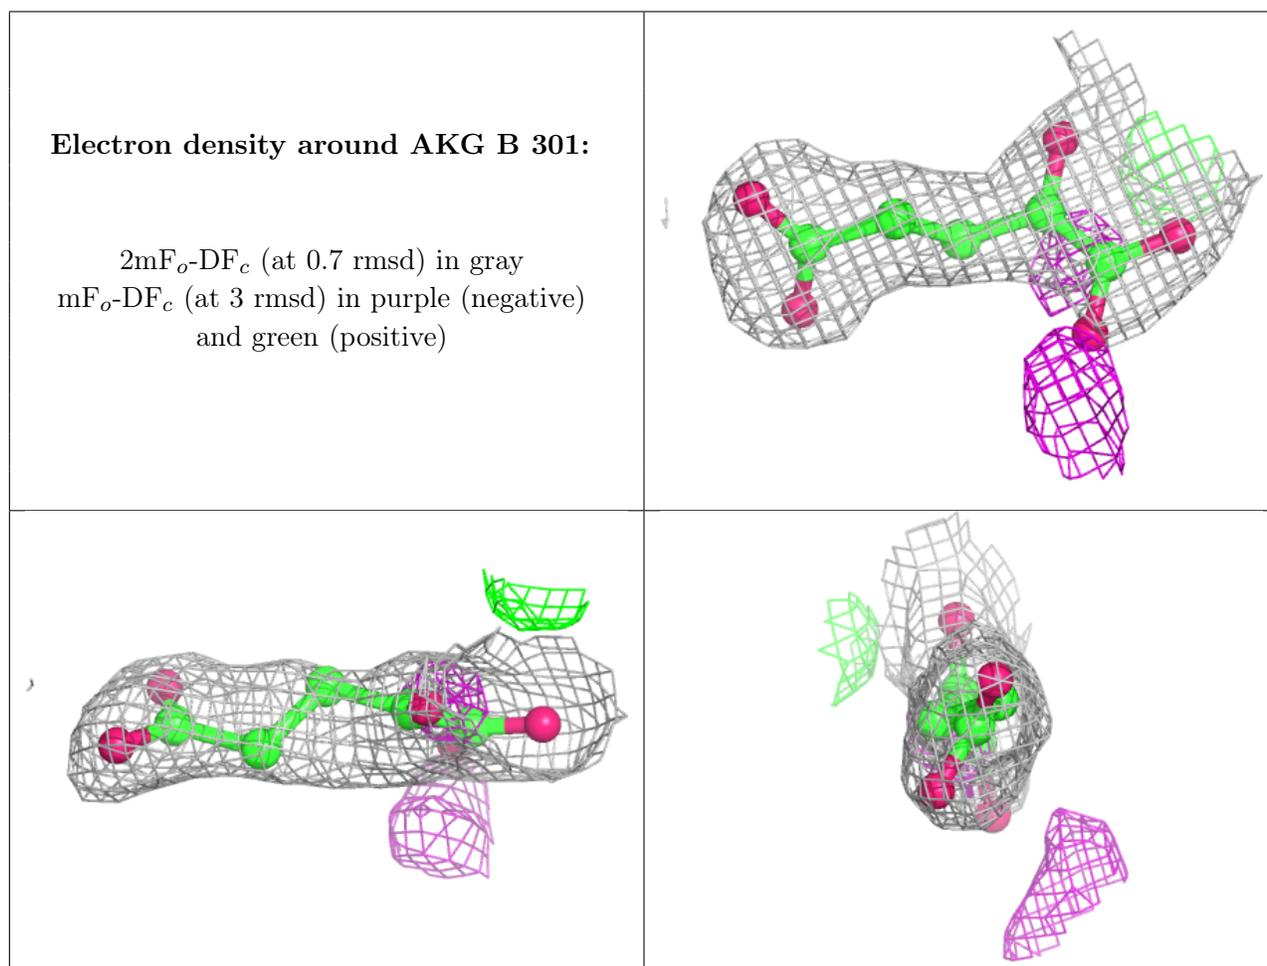 Electron density around AKG B 301:
2mFo-DFc (at 0.7 rmsd) in gray
mFo-DFc (at 3 rmsd) in purple (negative)
and green (positive)